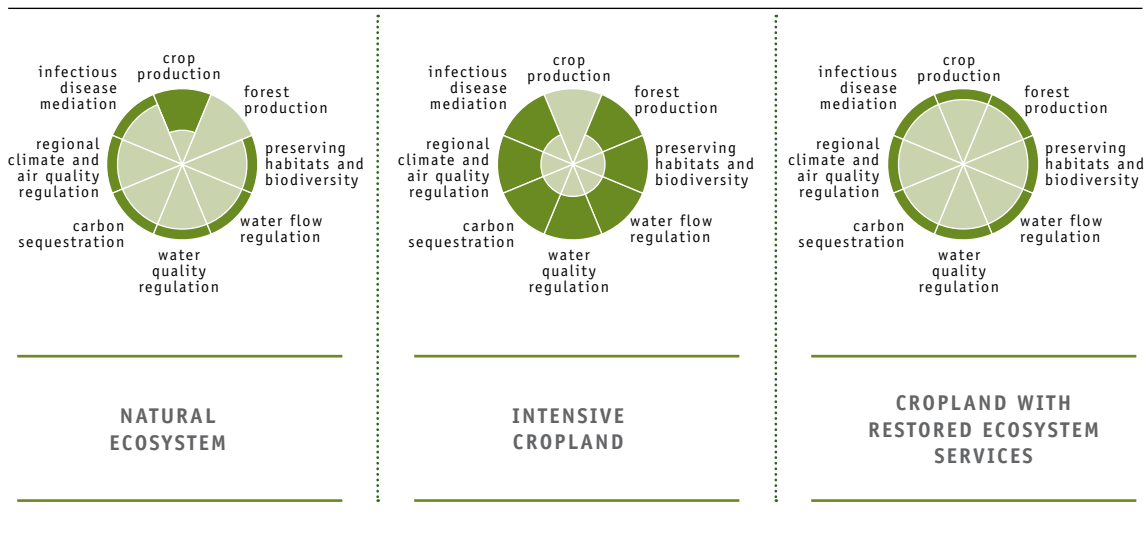 crop
production
forest
production
preserving
habitats and
biodiversity
water flow
regulation
water
quality
regulation
carbon
sequestration
regional
climate and
air quality
regulation
infectious
disease
mediation
NATURAL
ECOSYSTEM
crop
production
forest
production
preserving
habitats and
biodiversity
water flow
regulation
water
quality
regulation
carbon
sequestration
regional
climate and
air quality
regulation
infectious
disease
mediation
INTENSIVE
CROPLAND
crop
production
forest
production
preserving
habitats and
biodiversity
water flow
regulation
water
quality
regulation
carbon
sequestration
regional
climate and
air quality
regulation
infectious
disease
mediation
CROPLAND WITH
RESTORED ECOSYSTEM
SERVICES